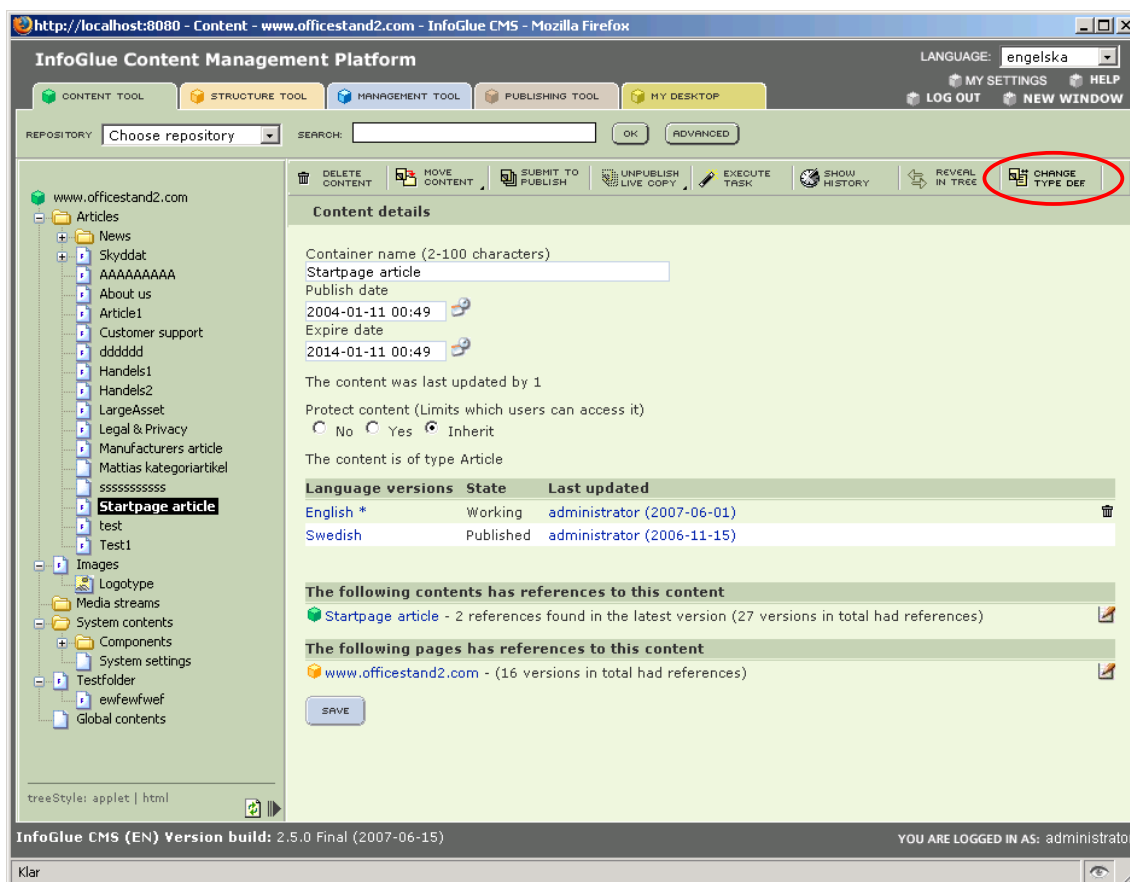 http://localhost:8080 - Content - www.officestand2.com - InfoGlue CMS - Mozilla Firefox
InfoGlue Content Management Platform
LANGUAGE: engelska
MY SETTINGS HELP
LOG OUT NEW WINDOW
CONTENT TOOL STRUCTURE TOOL MANAGEMENT TOOL PUBLISHING TOOL MY DESKTOP
REPOSITORY Choose repository SEARCH: OK ADVANCED
DELETE CONTENT MOVE CONTENT SUBMIT TO PUBLISH UNPUBLISH LIVE COPY EXECUTE TASK SHOW HISTORY REVEAL IN TREE CHANGE TYPE DEF
www.officestand2.com
Articles
News
Skyddat
AAAAAAAAA
About us
Article1
Customer support
dddddd
Handels1
Handels2
LargeAsset
Legal & Privacy
Manufacturers article
Mattias kategoriartikel
sssssssssss
Startpage article
test
Test1
Images
Logotype
Media streams
System contents
Components
System settings
Testfolder
ewfewfwef
Global contents
treeStyle: applet | html
Content details
Container name (2-100 characters)
Startpage article
Publish date
2004-01-11 00:49
Expire date
2014-01-11 00:49
The content was last updated by 1
Protect content (Limits which users can access it)
No Yes Inherit
The content is of type Article
Language versions State Last updated
English * Working administrator (2007-06-01)
Swedish Published administrator (2006-11-15)
The following contents has references to this content
Startpage article - 2 references found in the latest version (27 versions in total had references)
The following pages has references to this content
www.officestand2.com - (16 versions in total had references)
SAVE
InfoGlue CMS (EN) Version build: 2.5.0 Final (2007-06-15)
YOU ARE LOGGED IN AS: administrator
Klar